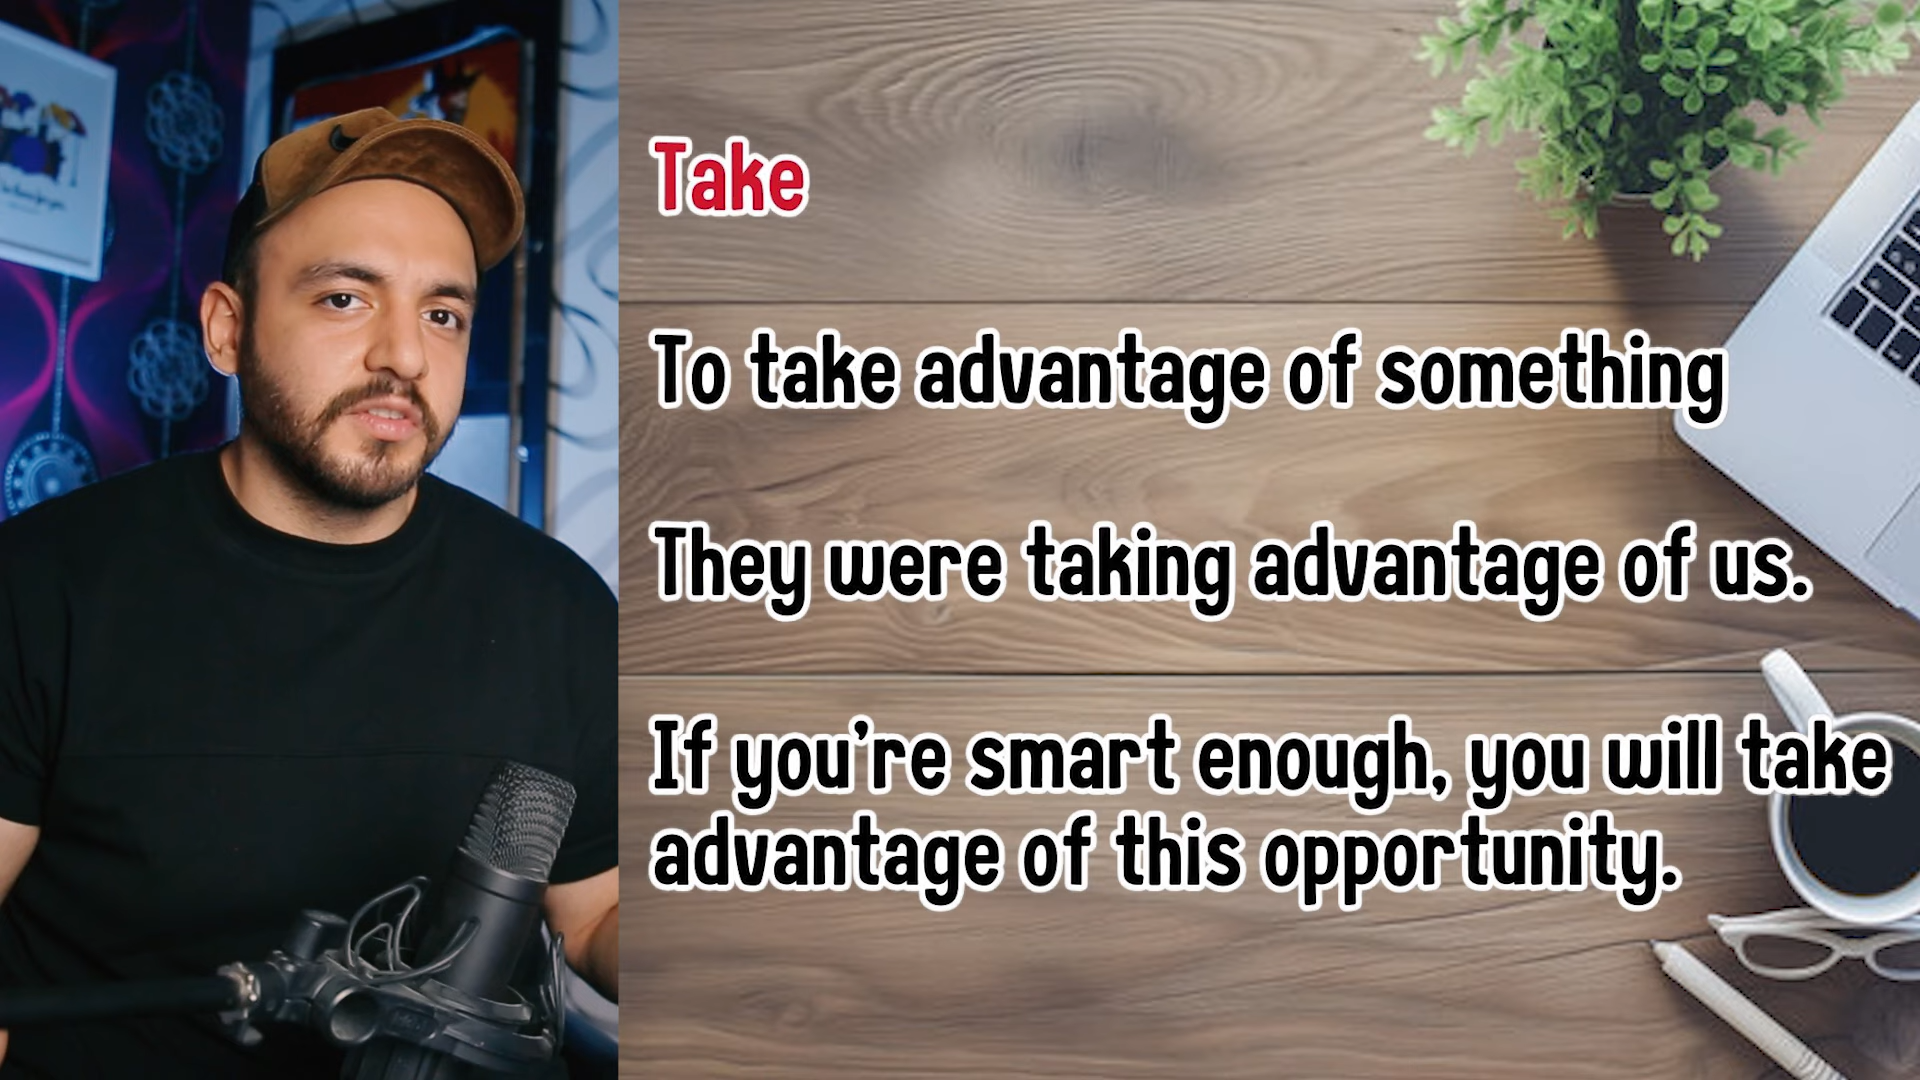 Take
To take advantage of something
They were taking advantage of us.
If you're smart enough, you will take
advantage of this opportunity.